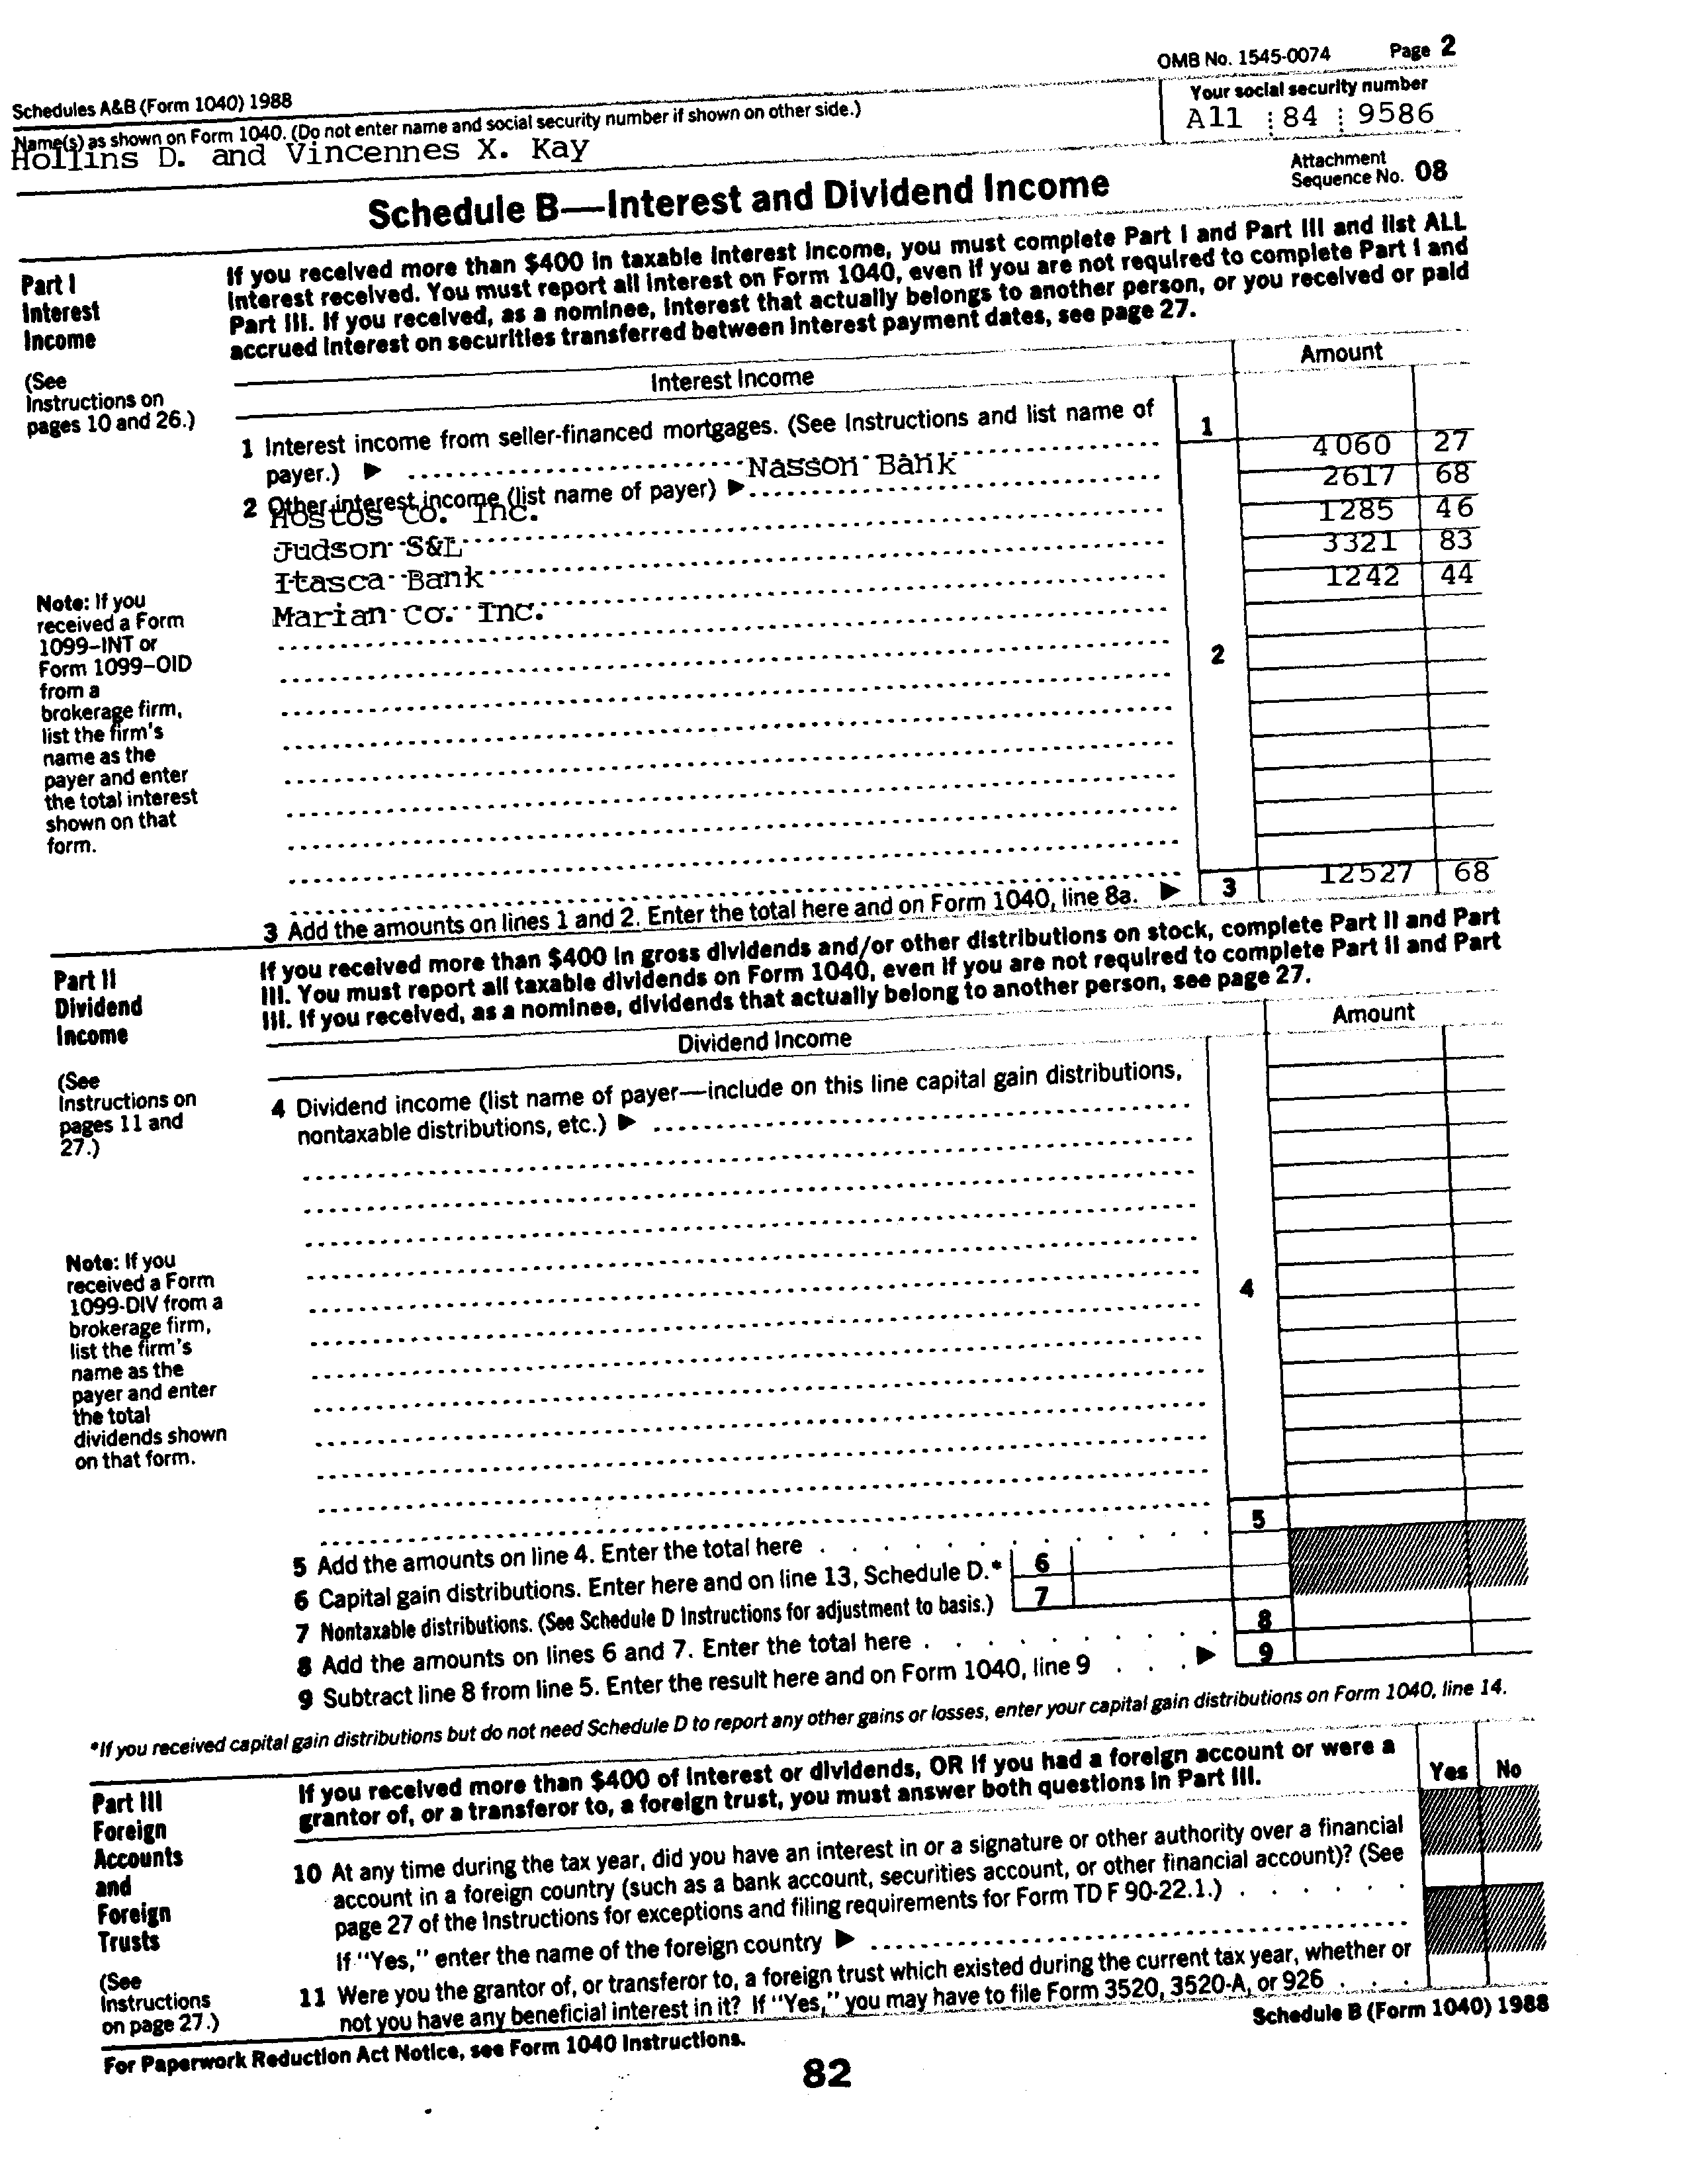 OMB No. 1545-0074 Page 2
Schedules A&B (Form 1040) 1988
Name(s) as shown on Form 1040. (Do not enter name and social security number if shown on other side.)
Your social security number
Hollins D. and Vincennes X. Kay
A11 84 9586
Schedule B—Interest and Dividend Income
Attachment
Sequence No. 08
Part I
Interest
Income
(See
Instructions on
pages 10 and 26.)
If you received more than $400 in taxable interest income, you must complete Part I and Part III and list ALL
interest received. You must report all interest on Form 1040, even if you are not required to complete Part I and
Part III. If you received, as a nominee, interest that actually belongs to another person, or you received or paid
accrued interest on securities transferred between interest payment dates, see page 27.
Interest Income
Amount
1 Interest income from seller-financed mortgages. (See Instructions and list name of
payer.) ▶
1
2 Other interest income (list name of payer) ▶
Nasson Bank
4060 27
Hostos Co. Inc.
2617 68
Judson S&L
1285 46
Itasca Bank
3321 83
Marian Co. Inc.
1242 44
2
Note: If you
received a Form
1099–INT or
Form 1099–OID
from a
brokerage firm,
list the firm's
name as the
payer and enter
the total interest
shown on that
form.
3 Add the amounts on lines 1 and 2. Enter the total here and on Form 1040, line 8a. ▶ 3 12527 68
Part II
Dividend
Income
(See
Instructions on
pages 11 and
27.)
If you received more than $400 in gross dividends and/or other distributions on stock, complete Part II and Part
III. You must report all taxable dividends on Form 1040, even if you are not required to complete Part II and Part
III. If you received, as a nominee, dividends that actually belong to another person, see page 27.
Dividend Income
Amount
4 Dividend income (list name of payer—include on this line capital gain distributions,
nontaxable distributions, etc.) ▶
4
Note: If you
received a Form
1099-DIV from a
brokerage firm,
list the firm's
name as the
payer and enter
the total
dividends shown
on that form.
5 Add the amounts on line 4. Enter the total here 5
6 Capital gain distributions. Enter here and on line 13, Schedule D.* 6
7 Nontaxable distributions. (See Schedule D Instructions for adjustment to basis.) 7
8 Add the amounts on lines 6 and 7. Enter the total here 8
9 Subtract line 8 from line 5. Enter the result here and on Form 1040, line 9 ▶ 9
*If you received capital gain distributions but do not need Schedule D to report any other gains or losses, enter your capital gain distributions on Form 1040, line 14.
Part III
Foreign
Accounts
and
Foreign
Trusts
(See
Instructions
on page 27.)
If you received more than $400 of interest or dividends, OR if you had a foreign account or were a
grantor of, or a transferor to, a foreign trust, you must answer both questions in Part III.
Yes No
10 At any time during the tax year, did you have an interest in or a signature or other authority over a financial
account in a foreign country (such as a bank account, securities account, or other financial account)? (See
page 27 of the Instructions for exceptions and filing requirements for Form TD F 90-22.1.)
If "Yes," enter the name of the foreign country ▶
11 Were you the grantor of, or transferor to, a foreign trust which existed during the current tax year, whether or
not you have any beneficial interest in it? If "Yes," you may have to file Form 3520, 3520-A, or 926
For Paperwork Reduction Act Notice, see Form 1040 Instructions.
Schedule B (Form 1040) 1988
82